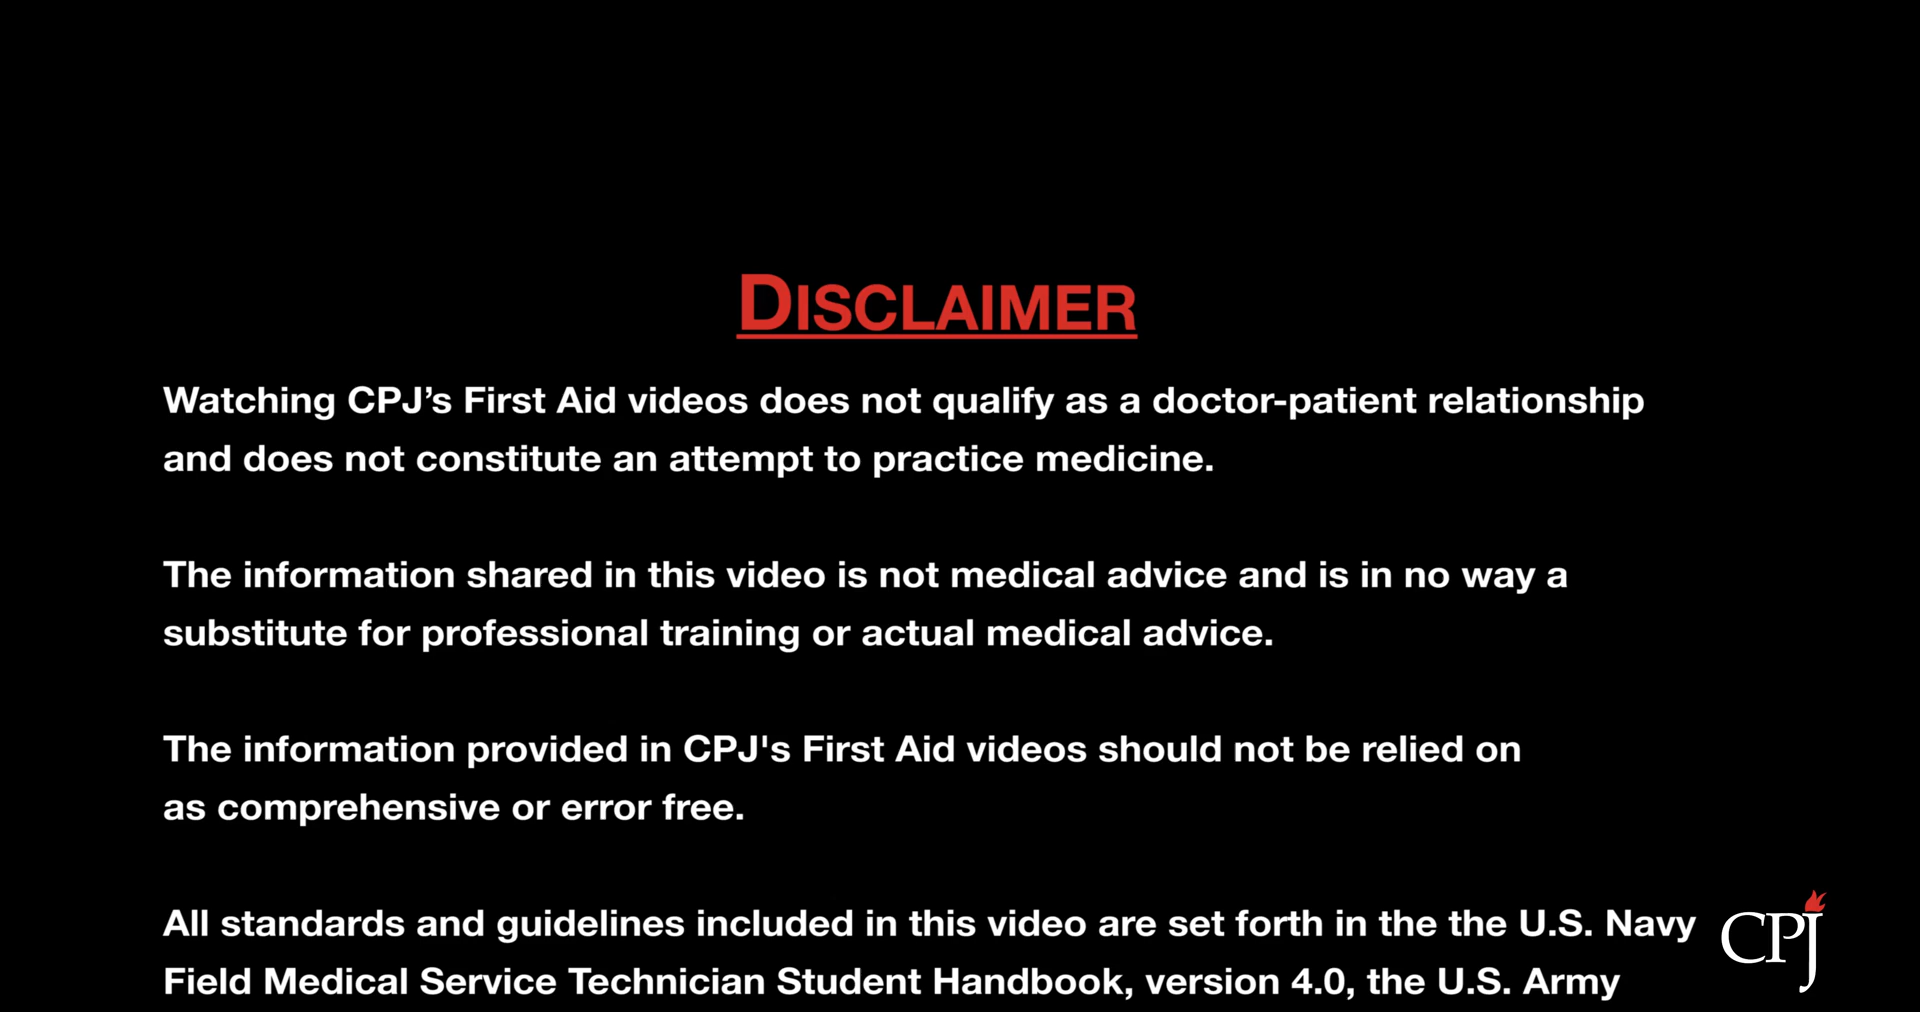 DISCLAIMER
Watching CPJ’s First Aid videos does not qualify as a doctor-patient relationship
and does not constitute an attempt to practice medicine.
The information shared in this video is not medical advice and is in no way a
substitute for professional training or actual medical advice.
The information provided in CPJ's First Aid videos should not be relied on
as comprehensive or error free.
All standards and guidelines included in this video are set forth in the the U.S. Navy
Field Medical Service Technician Student Handbook, version 4.0, the U.S. Army
CPJ